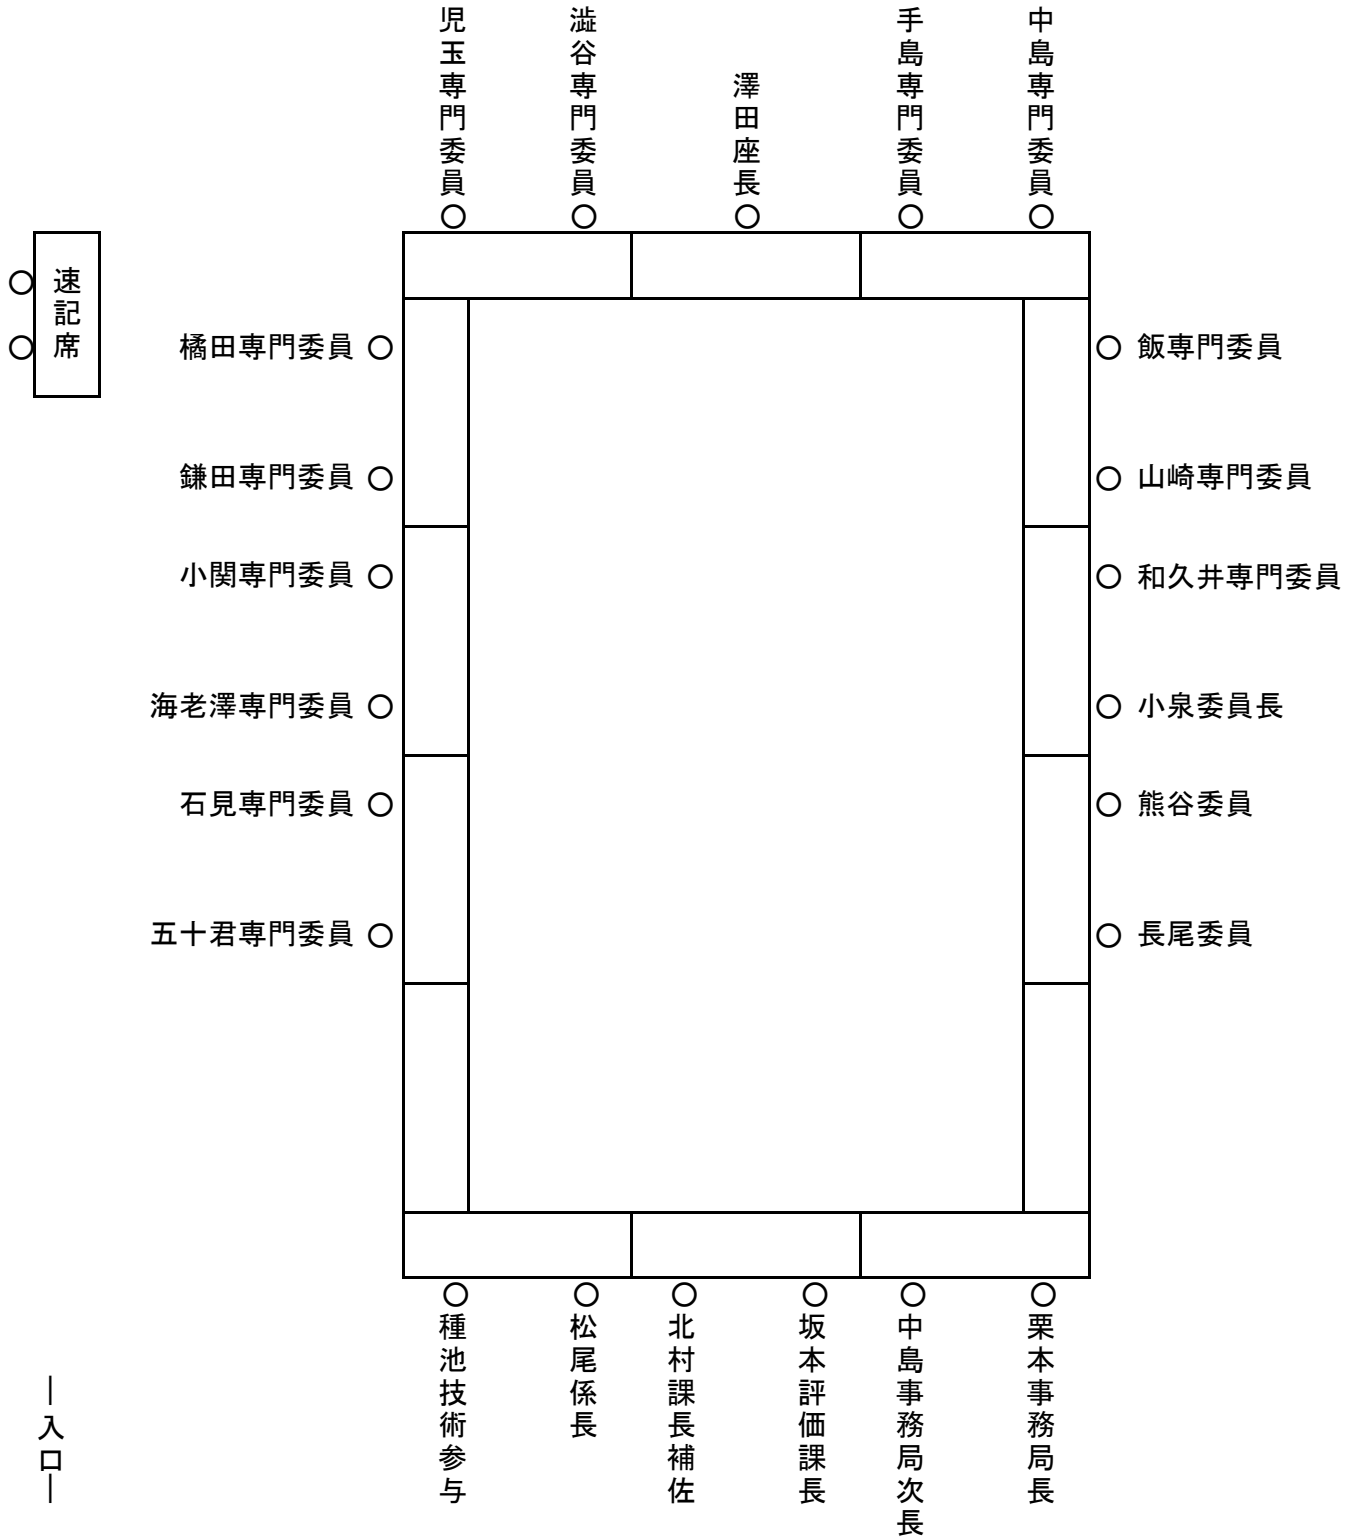 児玉専門委員
澁谷専門委員
澤田座長
手島専門委員
中島専門委員
速記席
橘田専門委員
飯専門委員
鎌田専門委員
山崎専門委員
小関専門委員
和久井専門委員
海老澤専門委員
小泉委員長
石見専門委員
熊谷委員
五十君専門委員
長尾委員
種池技術参与
松尾係長
北村課長補佐
坂本評価課長
中島事務局次長
栗本事務局長
―入口―